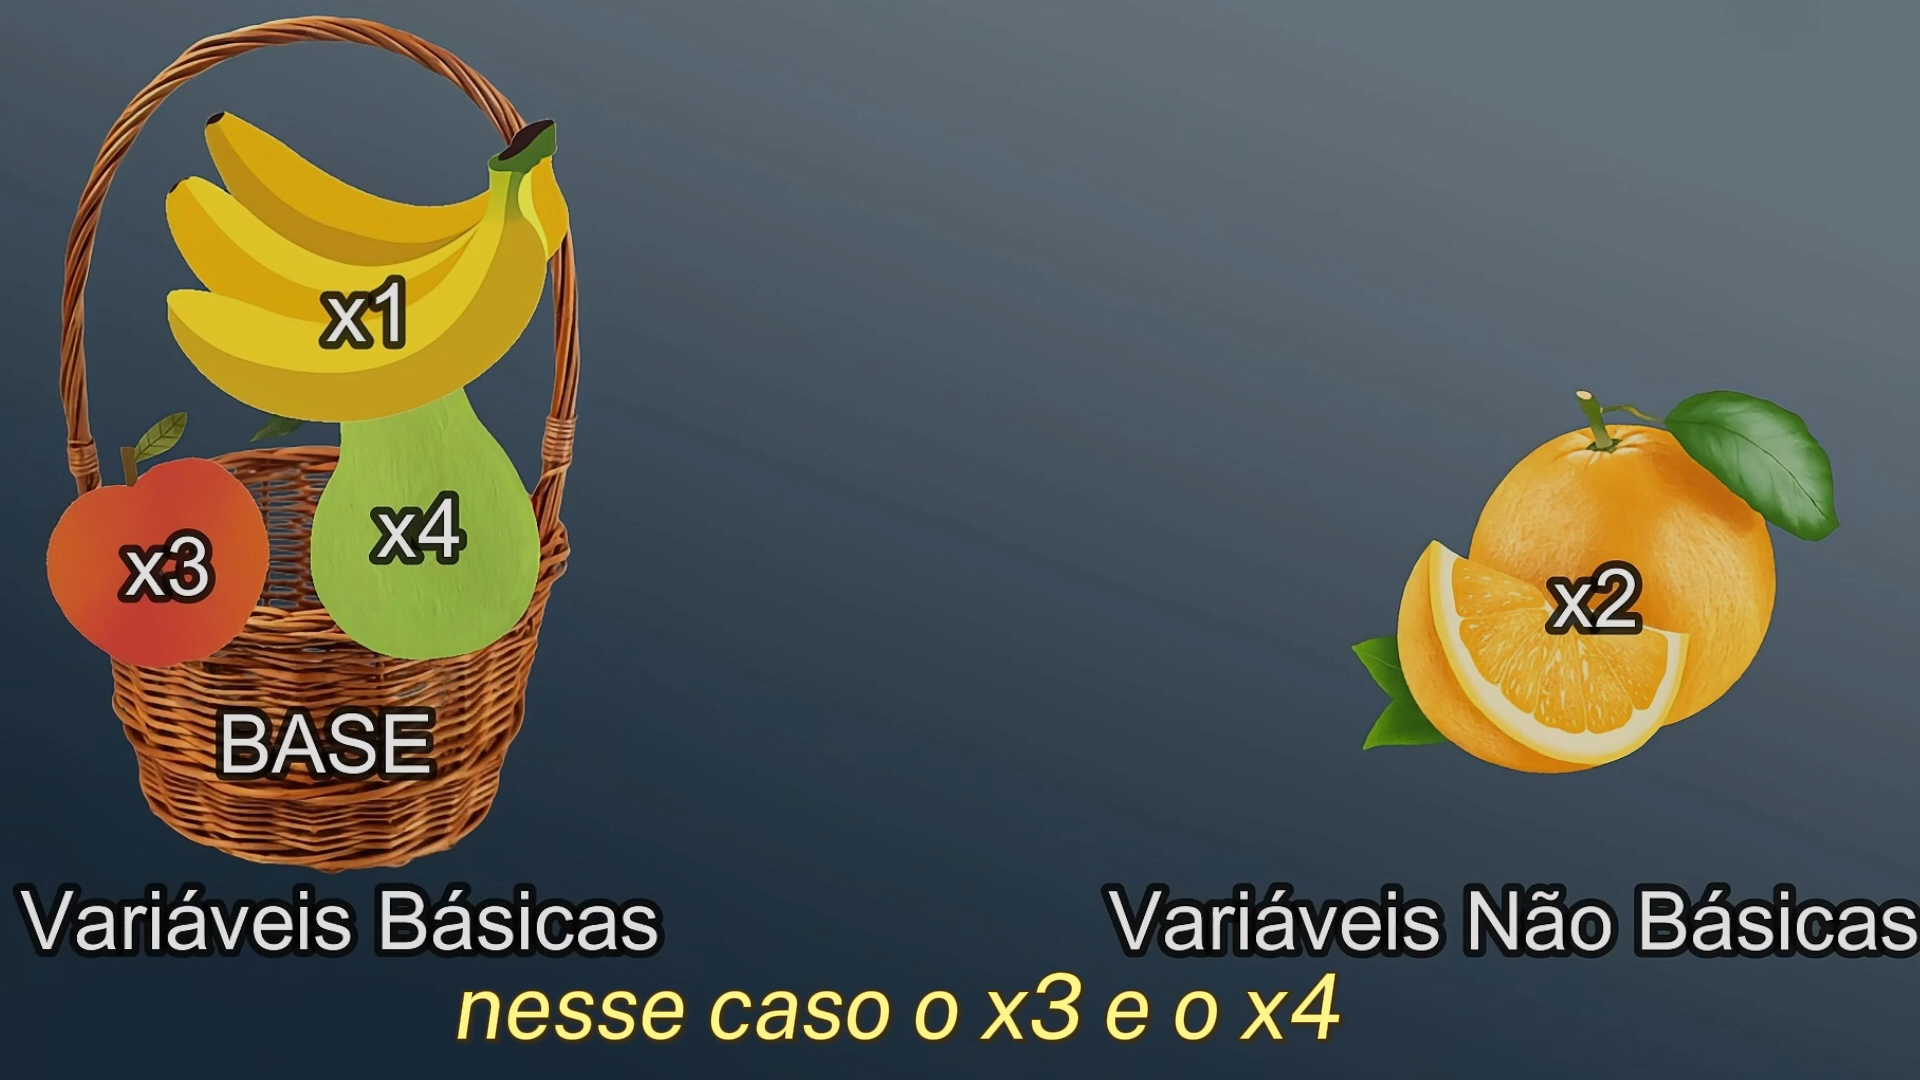 x1
x4
x3
x2
BASE
Variáveis Básicas
Variáveis Não Básicas
nesse caso o x3 e o x4